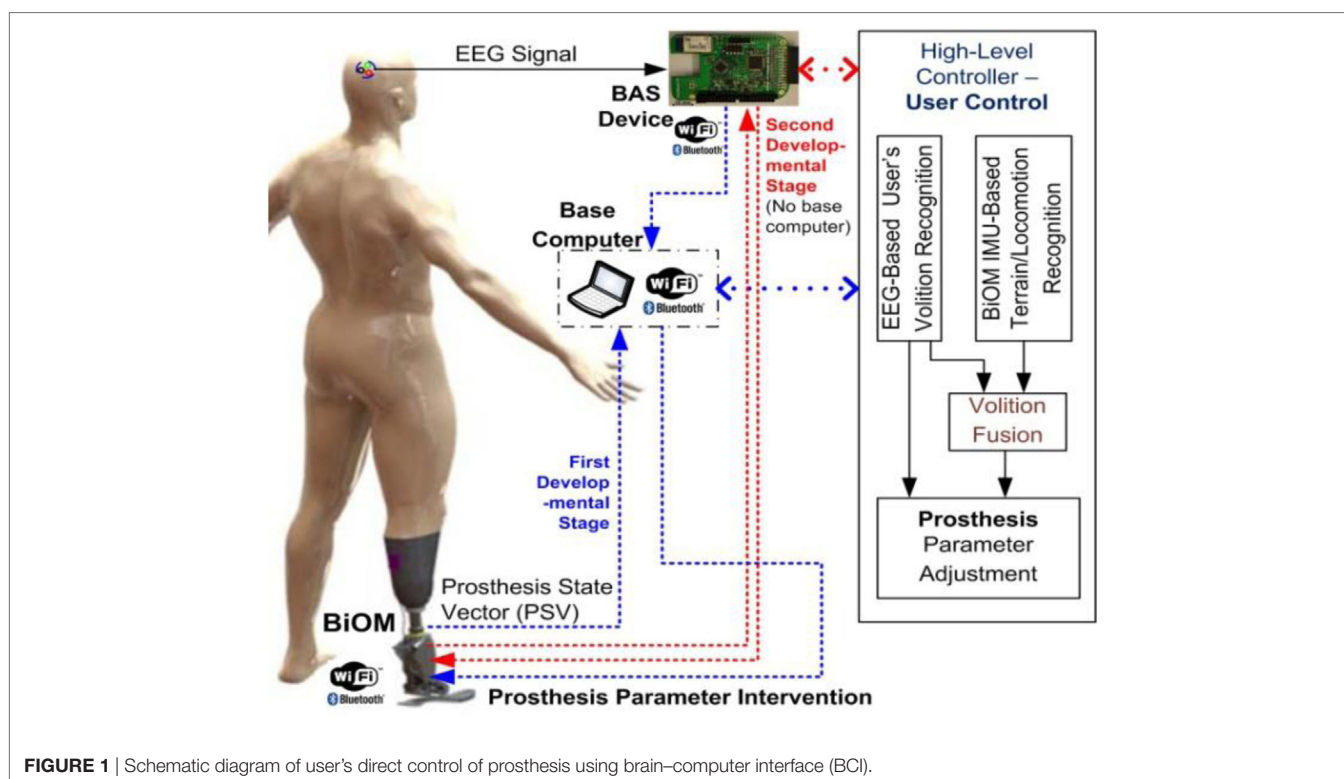 EEG Signal
BAS
Device
WiFi
Bluetooth
Second
Develop-
mental
Stage
(No base
computer)
High-Level
Controller –
User Control
EEG-Based User's
Volition Recognition
BiOM IMU-Based
Terrain/Locomotion
Recognition
Volition
Fusion
Prosthesis
Parameter
Adjustment
Base
Computer
WiFi
Bluetooth
First
Develop
-mental
Stage
Prosthesis State
Vector (PSV)
BiOM
WiFi
Bluetooth
Prosthesis Parameter Intervention
FIGURE 1 | Schematic diagram of user's direct control of prosthesis using brain–computer interface (BCI).